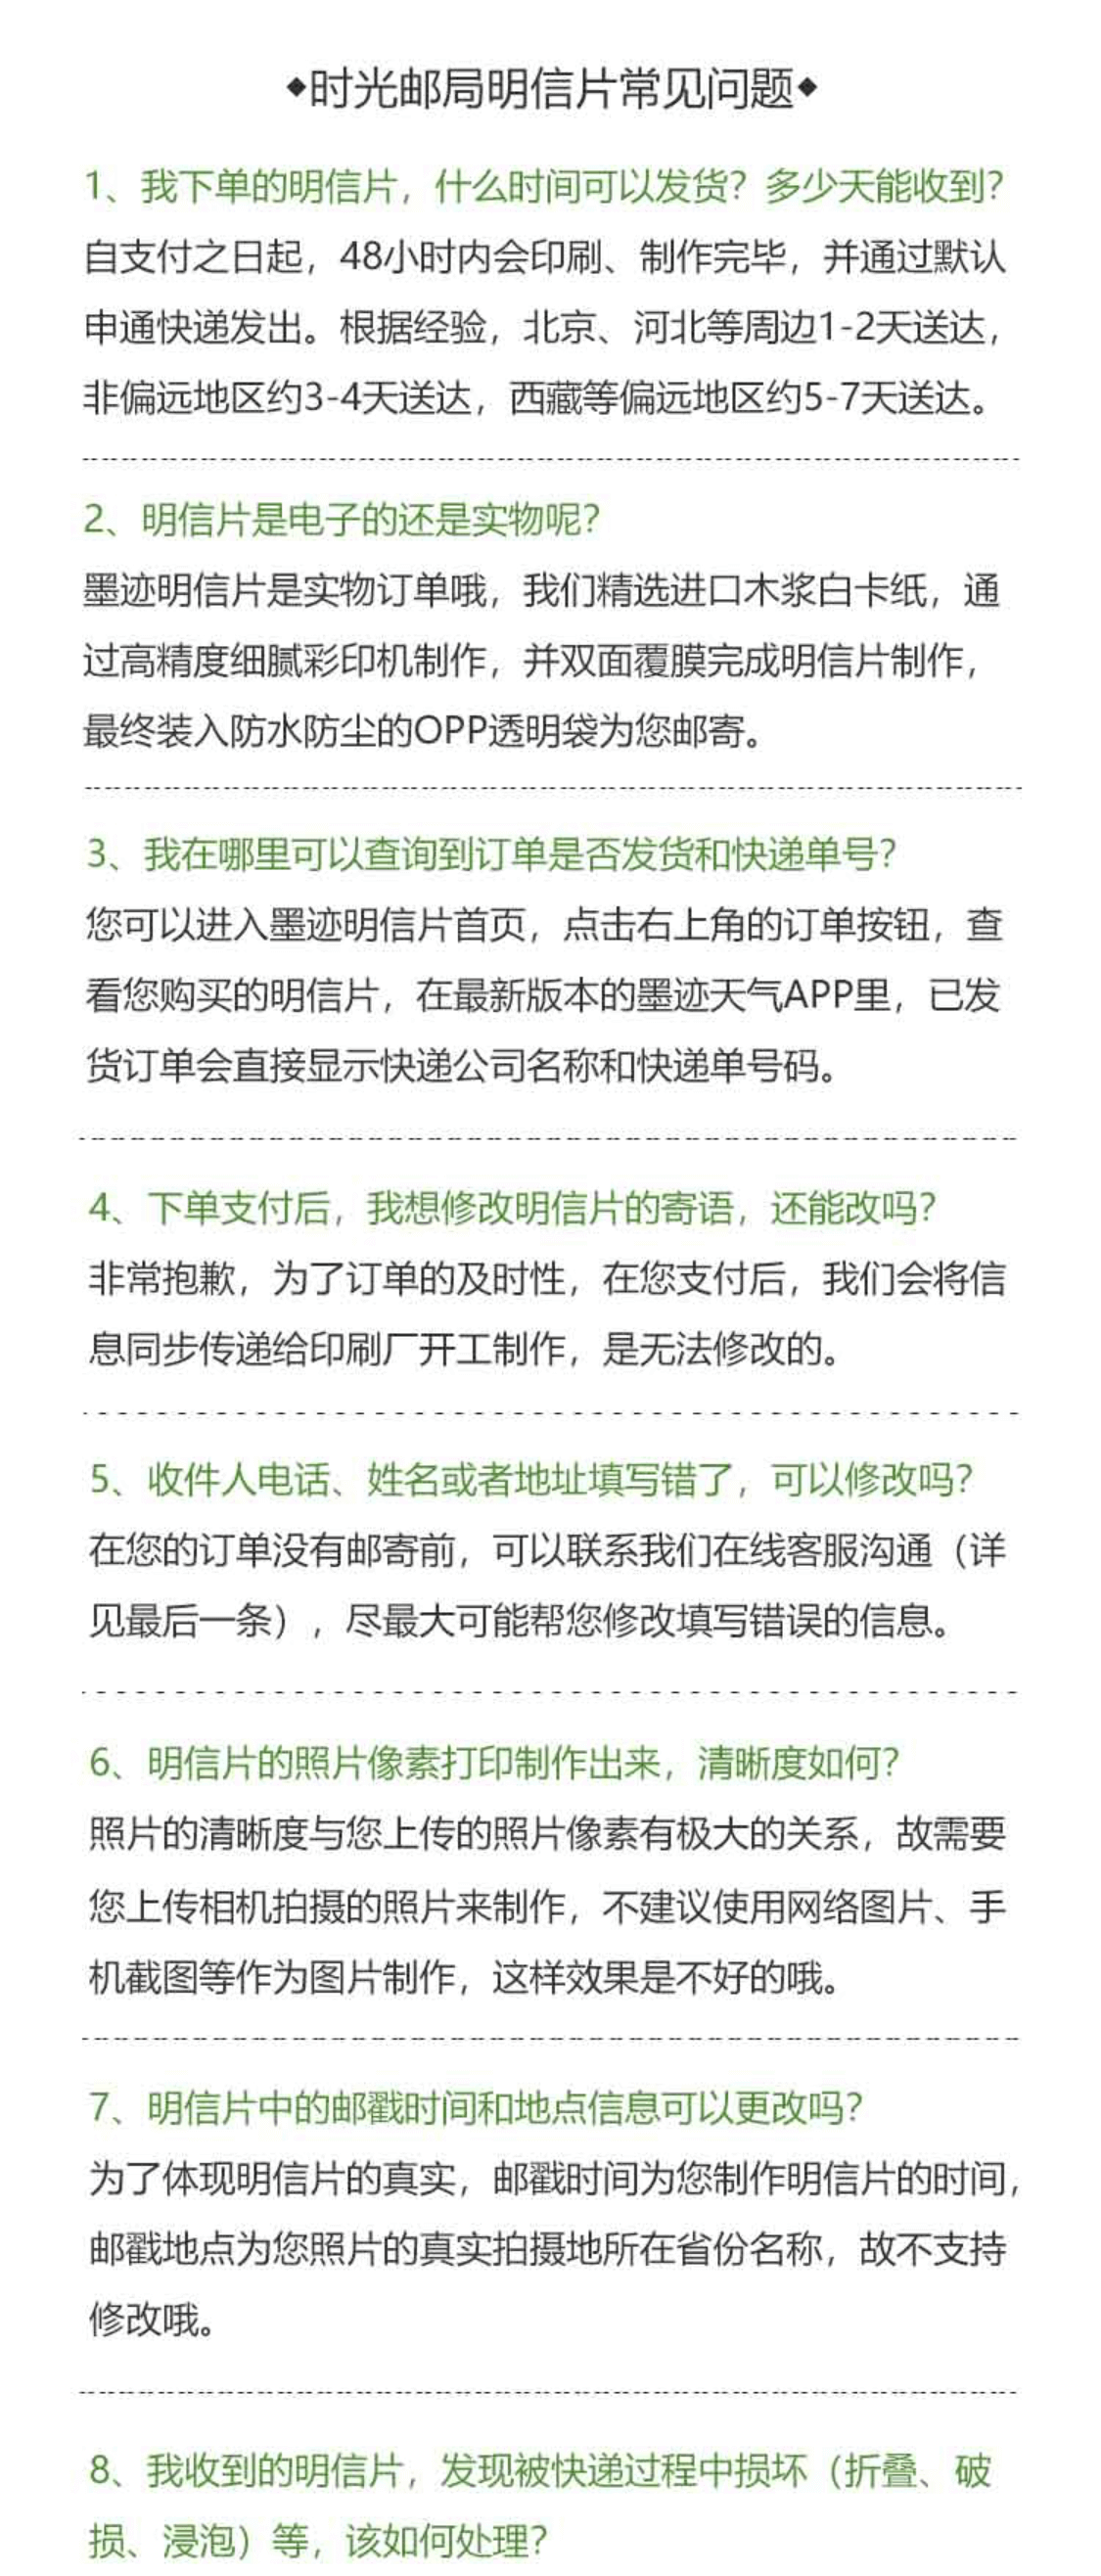 ◆时光邮局明信片常见问题◆
1、我下单的明信片，什么时间可以发货？多少天能收到？
自支付之日起，48小时内会印刷、制作完毕，并通过默认
申通快递发出。根据经验，北京、河北等周边1-2天送达，
非偏远地区约3-4天送达，西藏等偏远地区约5-7天送达。
2、明信片是电子的还是实物呢？
墨迹明信片是实物订单哦，我们精选进口木浆白卡纸，通
过高精度细腻彩印机制作，并双面覆膜完成明信片制作，
最终装入防水防尘的OPP透明袋为您邮寄。
3、我在哪里可以查询到订单是否发货和快递单号？
您可以进入墨迹明信片首页，点击右上角的订单按钮，查
看您购买的明信片，在最新版本的墨迹天气APP里，已发
货订单会直接显示快递公司名称和快递单号码。
4、下单支付后，我想修改明信片的寄语，还能改吗？
非常抱歉，为了订单的及时性，在您支付后，我们会将信
息同步传递给印刷厂开工制作，是无法修改的。
5、收件人电话、姓名或者地址填写错了，可以修改吗？
在您的订单没有邮寄前，可以联系我们在线客服沟通（详
见最后一条），尽最大可能帮您修改填写错误的信息。
6、明信片的照片像素打印制作出来，清晰度如何？
照片的清晰度与您上传的照片像素有极大的关系，故需要
您上传相机拍摄的照片来制作，不建议使用网络图片、手
机截图等作为图片制作，这样效果是不好的哦。
7、明信片中的邮戳时间和地点信息可以更改吗？
为了体现明信片的真实，邮戳时间为您制作明信片的时间，
邮戳地点为您照片的真实拍摄地所在省份名称，故不支持
修改哦。
8、我收到的明信片，发现被快递过程中损坏（折叠、破
损、浸泡）等，该如何处理？